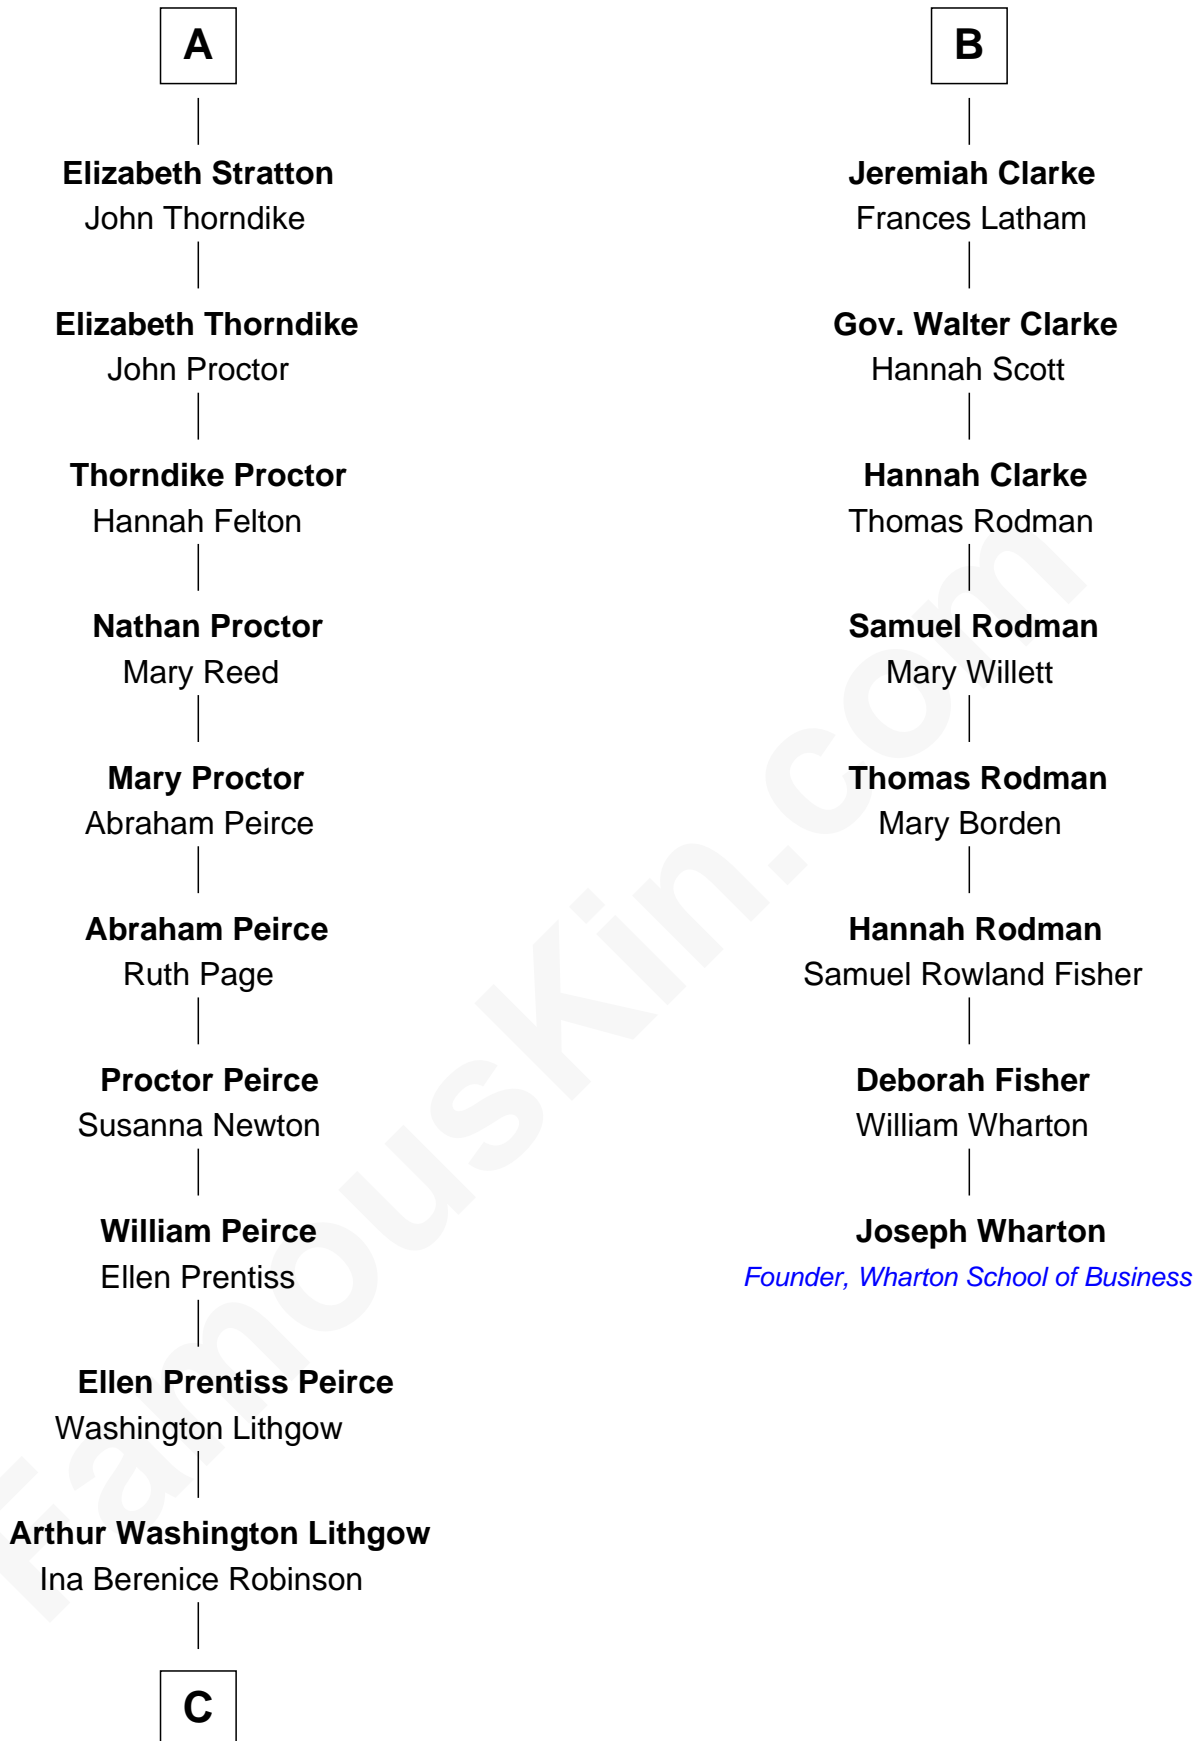 A
Elizabeth Stratton
John Thorndike
Elizabeth Thorndike
John Proctor
Thorndike Proctor
Hannah Felton
Nathan Proctor
Mary Reed
Mary Proctor
Abraham Peirce
Abraham Peirce
Ruth Page
Proctor Peirce
Susanna Newton
William Peirce
Ellen Prentiss
Ellen Prentiss Peirce
Washington Lithgow
Arthur Washington Lithgow
Ina Berenice Robinson
C
B
Jeremiah Clarke
Frances Latham
Gov. Walter Clarke
Hannah Scott
Hannah Clarke
Thomas Rodman
Samuel Rodman
Mary Willett
Thomas Rodman
Mary Borden
Hannah Rodman
Samuel Rowland Fisher
Deborah Fisher
William Wharton
Joseph Wharton
Founder, Wharton School of Business
FamousKin.com